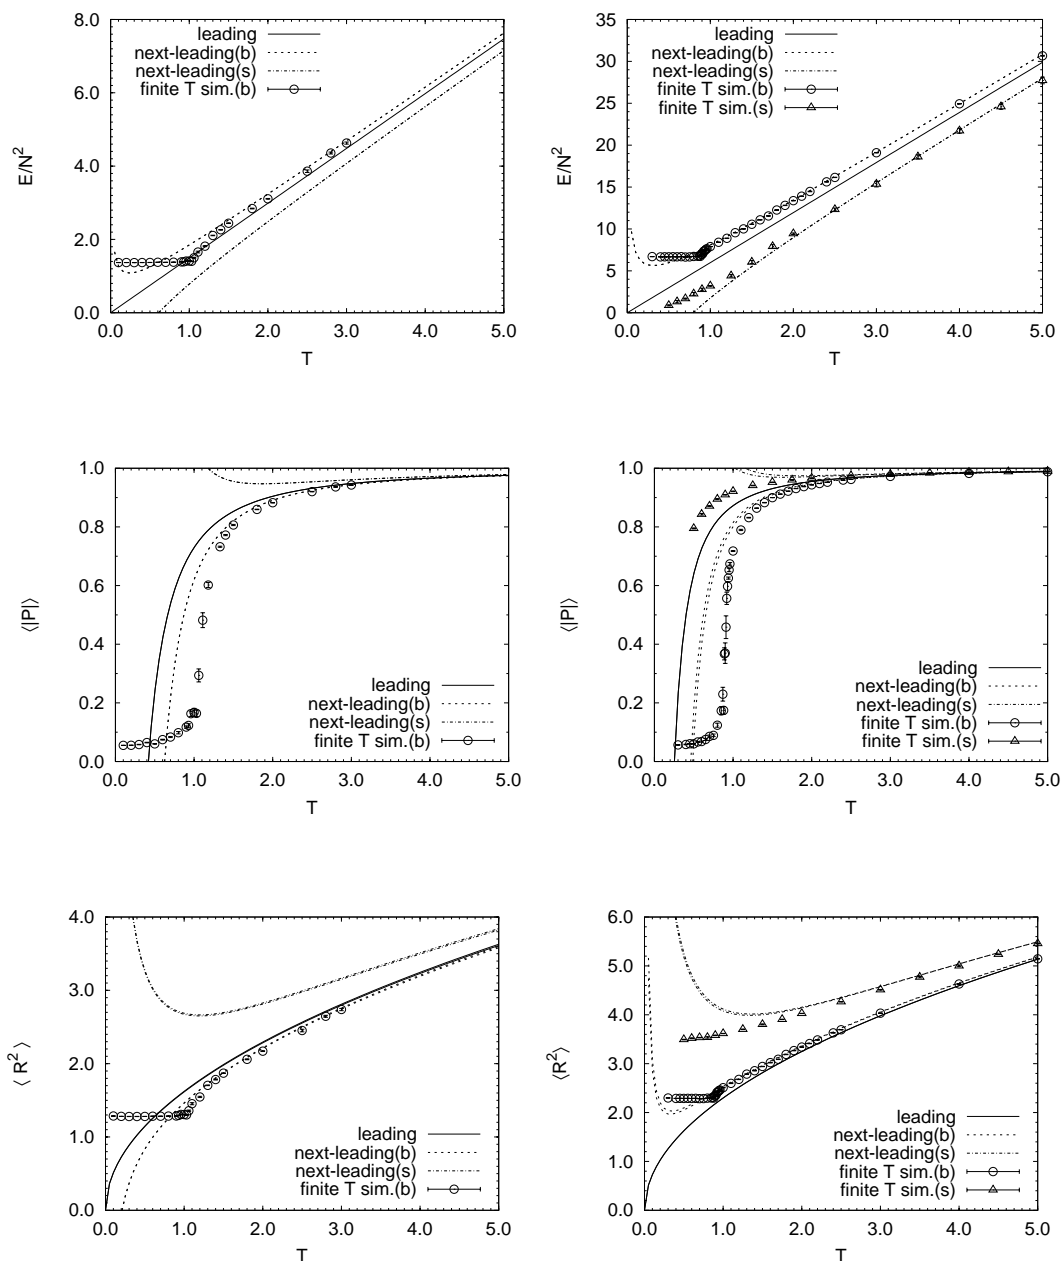 8.0
6.0
4.0
2.0
0.0
E/N²
leading
next-leading(b)
next-leading(s)
finite T sim.(b)
0.0 1.0 2.0 3.0 4.0 5.0
T
35
30
25
20
15
10
5
0
E/N²
leading
next-leading(b)
next-leading(s)
finite T sim.(b)
finite T sim.(s)
0.0 1.0 2.0 3.0 4.0 5.0
T
1.0
0.8
0.6
0.4
0.2
0.0
⟨|P|⟩
leading
next-leading(b)
next-leading(s)
finite T sim.(b)
0.0 1.0 2.0 3.0 4.0 5.0
T
1.0
0.8
0.6
0.4
0.2
0.0
⟨|P|⟩
leading
next-leading(b)
next-leading(s)
finite T sim.(b)
finite T sim.(s)
0.0 1.0 2.0 3.0 4.0 5.0
T
4.0
3.0
2.0
1.0
0.0
⟨ R² ⟩
leading
next-leading(b)
next-leading(s)
finite T sim.(b)
0.0 1.0 2.0 3.0 4.0 5.0
T
6.0
5.0
4.0
3.0
2.0
1.0
0.0
⟨R²⟩
leading
next-leading(b)
next-leading(s)
finite T sim.(b)
finite T sim.(s)
0.0 1.0 2.0 3.0 4.0 5.0
T